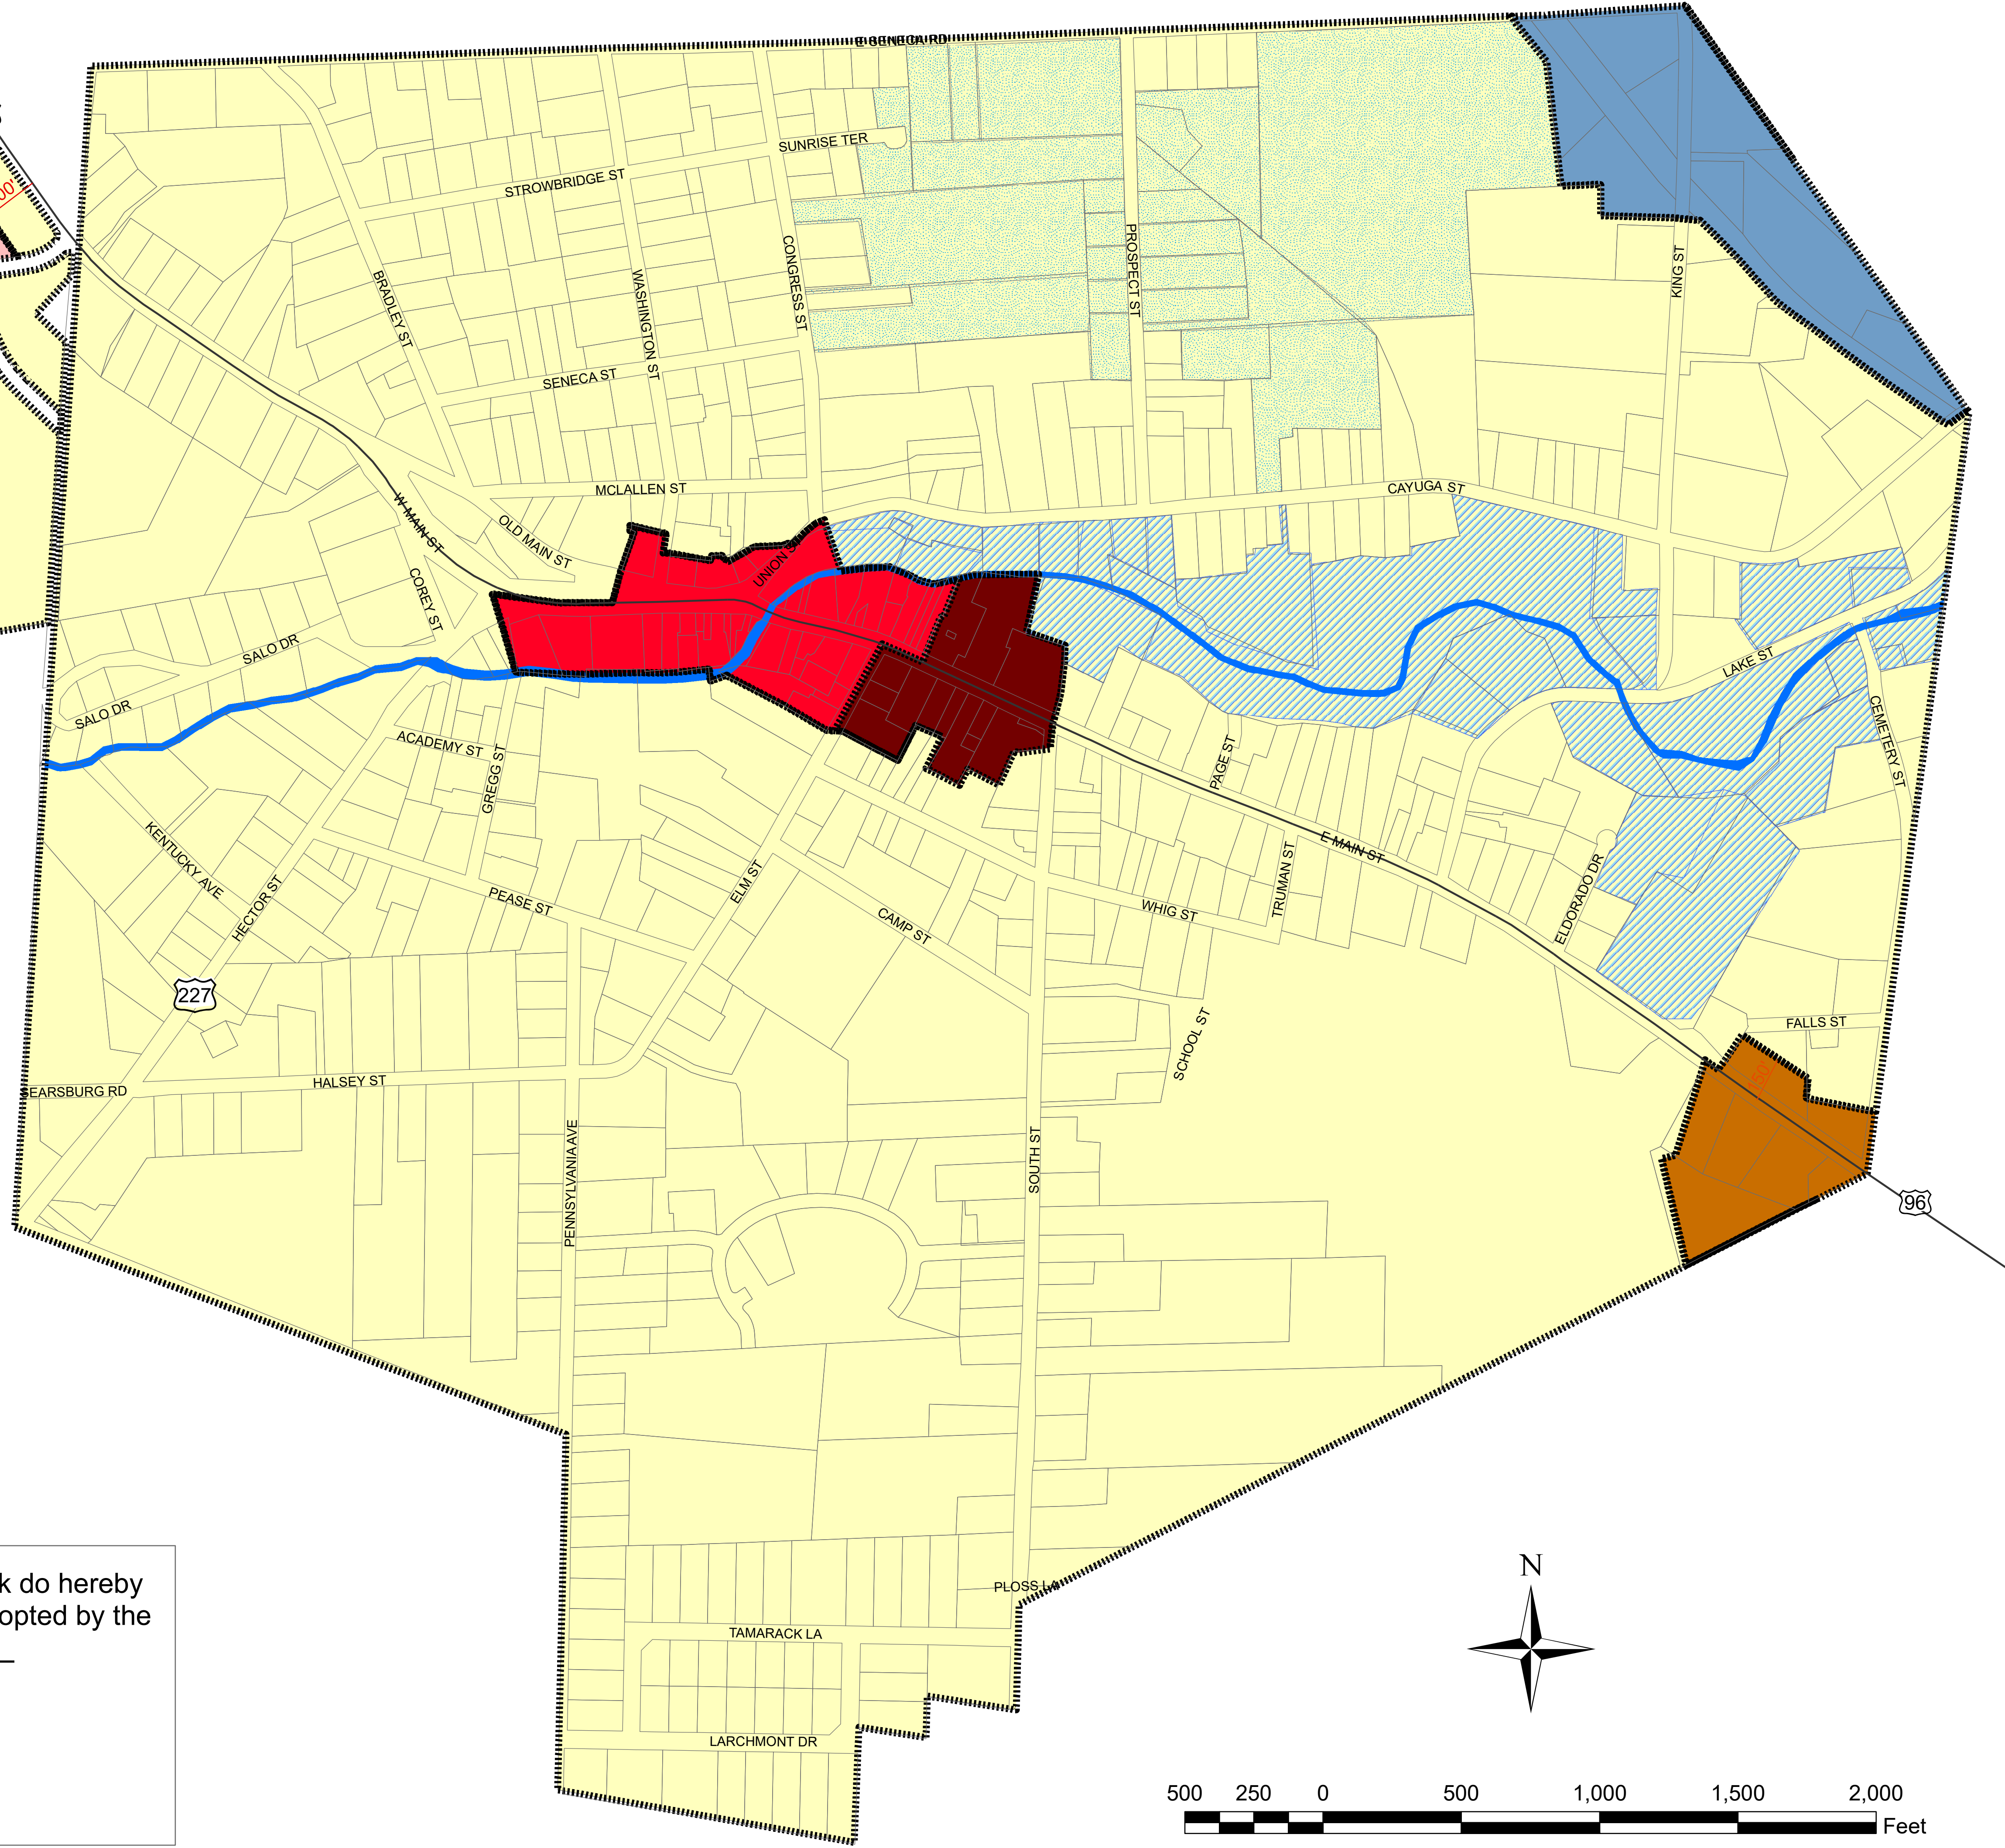 E SENECA RD
SUNRISE TER
STROWBRIDGE ST
00'
BRADLEY ST
WASHINGTON ST
CONGRESS ST
PROSPECT ST
KING ST
SENECA ST
MCLALLEN ST
CAYUGA ST
W MAIN ST
OLD MAIN ST
UNION ST
COREY ST
SALO DR
LAKE ST
SALO DR
ACADEMY ST
GREGG ST
PAGE ST
CEMETERY ST
KENTUCKY AVE
HECTOR ST
PEASE ST
ELM ST
CAMP ST
WHIG ST
TRUMAN ST
E MAIN ST
ELDORADO DR
227
FALLS ST
SCHOOL ST
HALSEY ST
SEARSBURG RD
50'
PENNSYLVANIA AVE
SOUTH ST
96
PLOSS LA
TAMARACK LA
LARCHMONT DR
k do hereby
opted by the
N
500 250 0 500 1,000 1,500 2,000
Feet